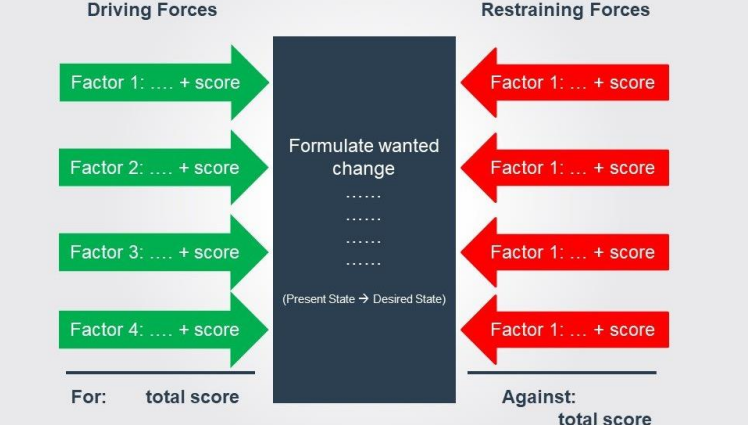 Driving Forces
Restraining Forces
Factor 1: .... + score
Factor 2: .... + score
Factor 3: .... + score
Factor 4: .... + score
Formulate wanted
change
......
......
......
......
(Present State → Desired State)
Factor 1: ... + score
Factor 1: ... + score
Factor 1: ... + score
Factor 1: ... + score
For: total score
Against:
total score